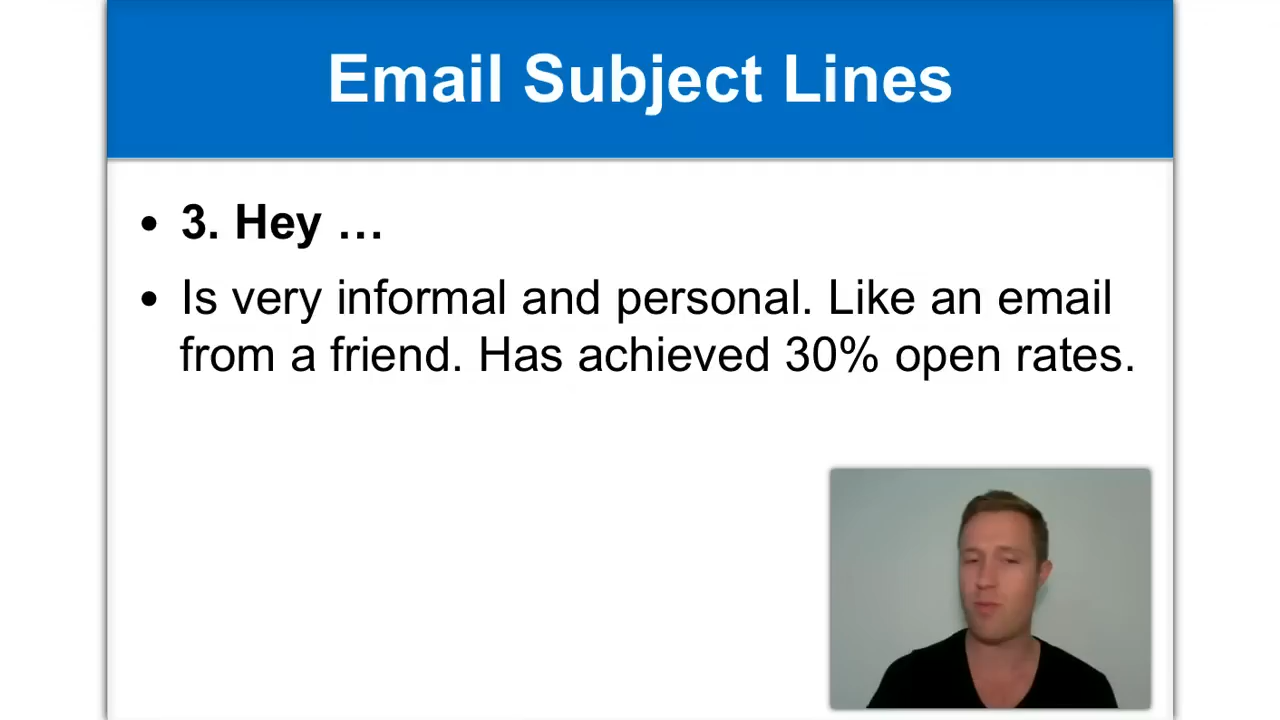 Email Subject Lines
• 3. Hey …
• Is very informal and personal. Like an email
from a friend. Has achieved 30% open rates.